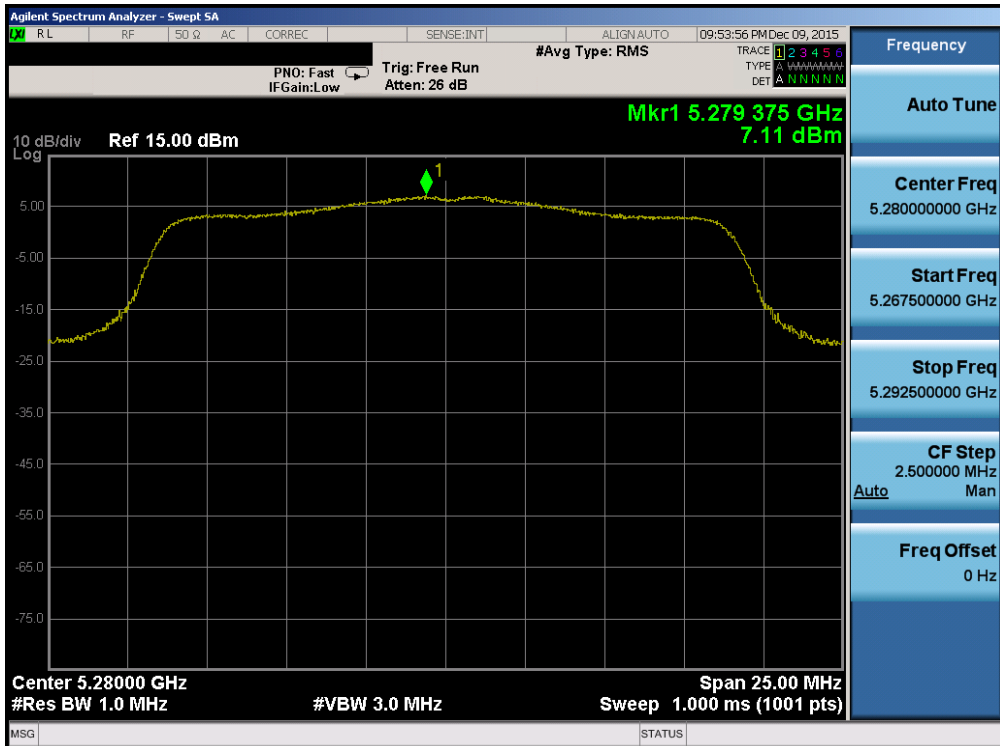 Agilent Spectrum Analyzer - Swept SA
LXI RL RF 50 Ω AC CORREC SENSE:INT ALIGN AUTO 09:53:56 PM Dec 09, 2015
PNO: Fast Trig: Free Run #Avg Type: RMS TRACE 1 2 3 4 5 6
IFGain:Low Atten: 26 dB TYPE A
DET A N N N N N
Frequency
Mkr1 5.279 375 GHz
7.11 dBm
10 dB/div Ref 15.00 dBm
Log
1
5.00
-5.00
-15.0
-25.0
-35.0
-45.0
-55.0
-65.0
-75.0
Center 5.28000 GHz Span 25.00 MHz
#Res BW 1.0 MHz #VBW 3.0 MHz Sweep 1.000 ms (1001 pts)
MSG STATUS
Auto Tune
Center Freq
5.280000000 GHz
Start Freq
5.267500000 GHz
Stop Freq
5.292500000 GHz
CF Step
2.500000 MHz
Auto Man
Freq Offset
0 Hz